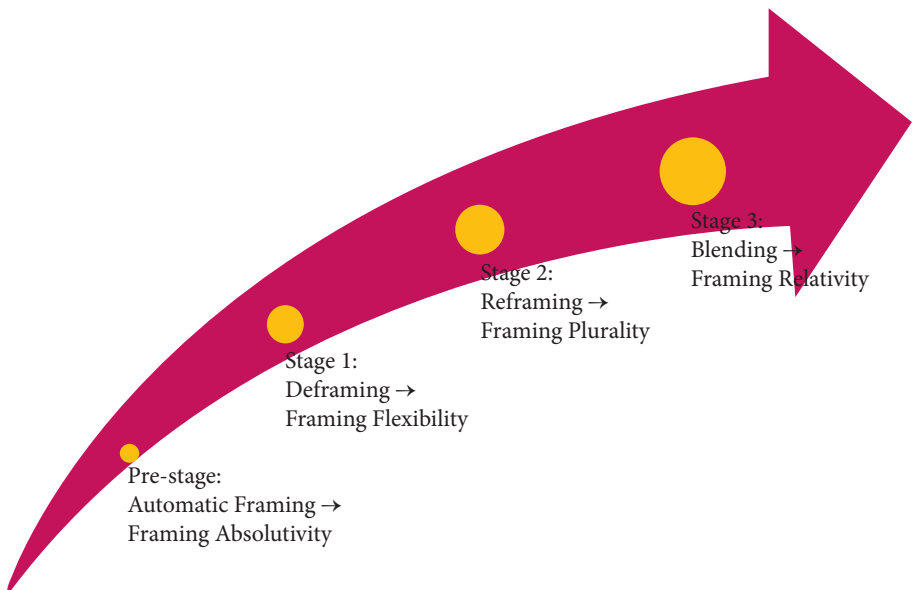 Pre-stage:
Automatic Framing →
Framing Absolutivity
Stage 1:
Deframing →
Framing Flexibility
Stage 2:
Reframing →
Framing Plurality
Stage 3:
Blending →
Framing Relativity